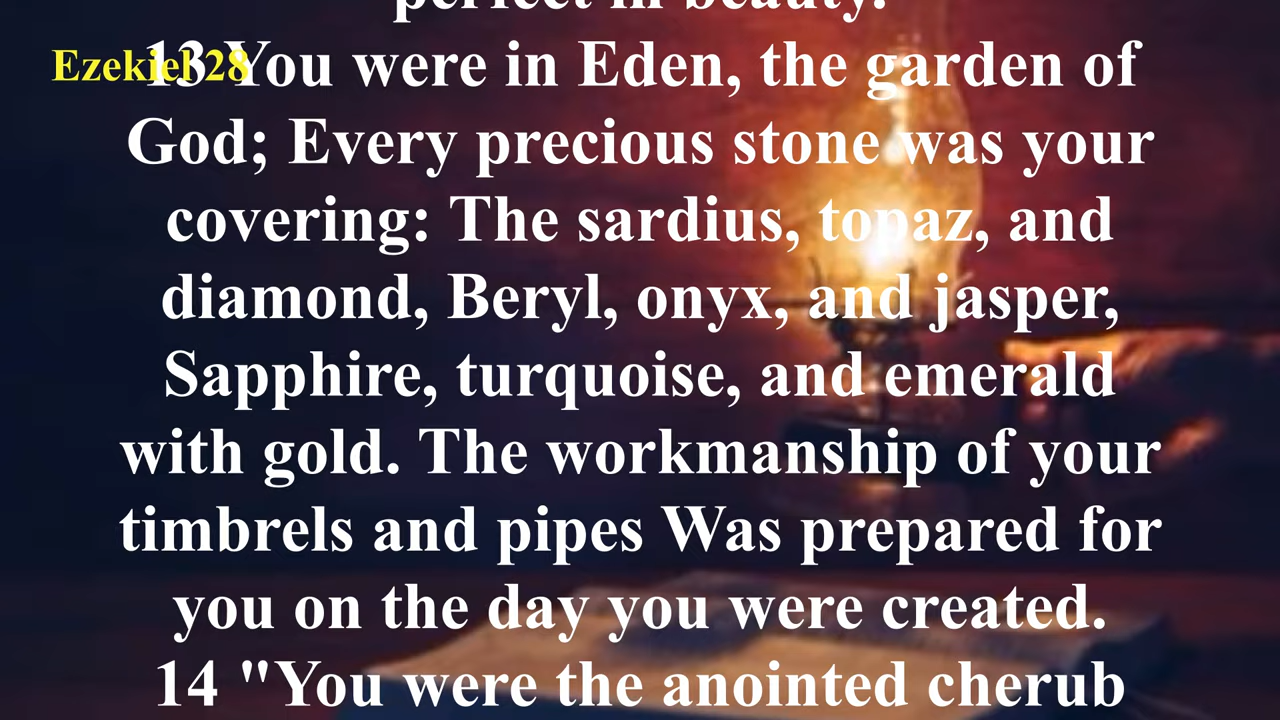 perfect in beauty.
Ezekiel 28
13 You were in Eden, the garden of
God; Every precious stone was your
covering: The sardius, topaz, and
diamond, Beryl, onyx, and jasper,
Sapphire, turquoise, and emerald
with gold. The workmanship of your
timbrels and pipes Was prepared for
you on the day you were created.
14 "You were the anointed cherub